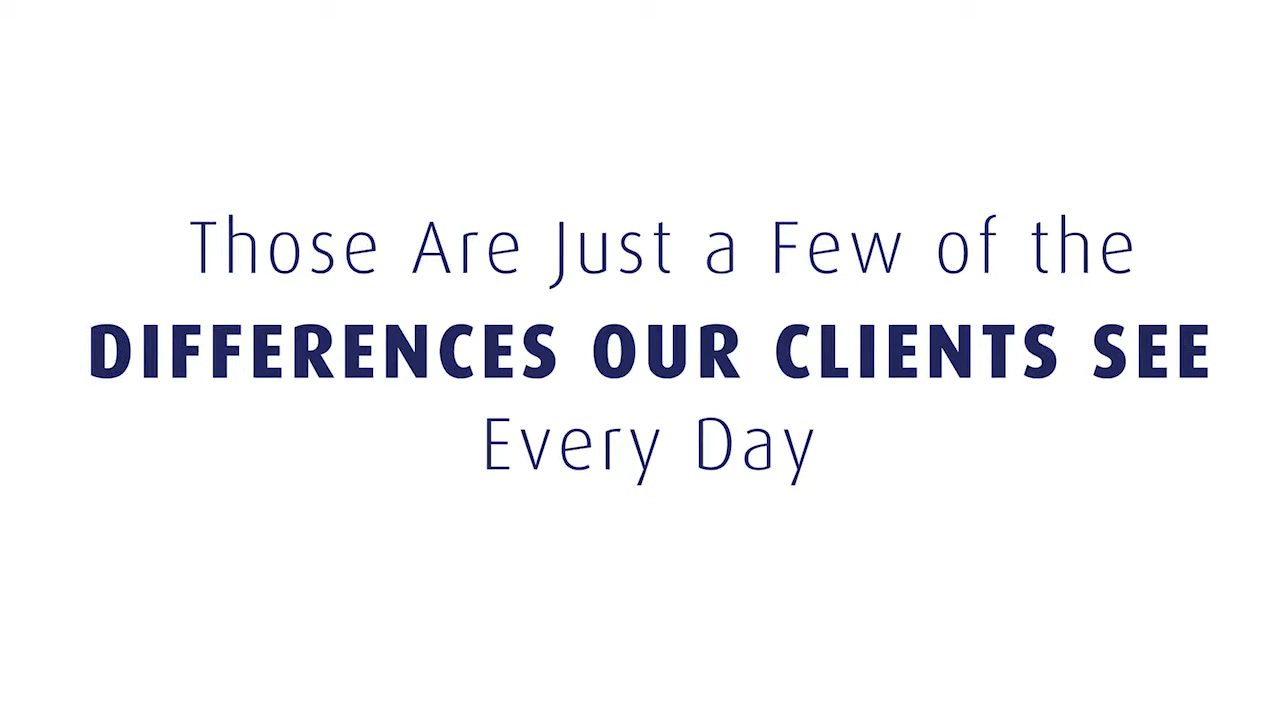 Those Are Just a Few of the
DIFFERENCES OUR CLIENTS SEE
Every Day